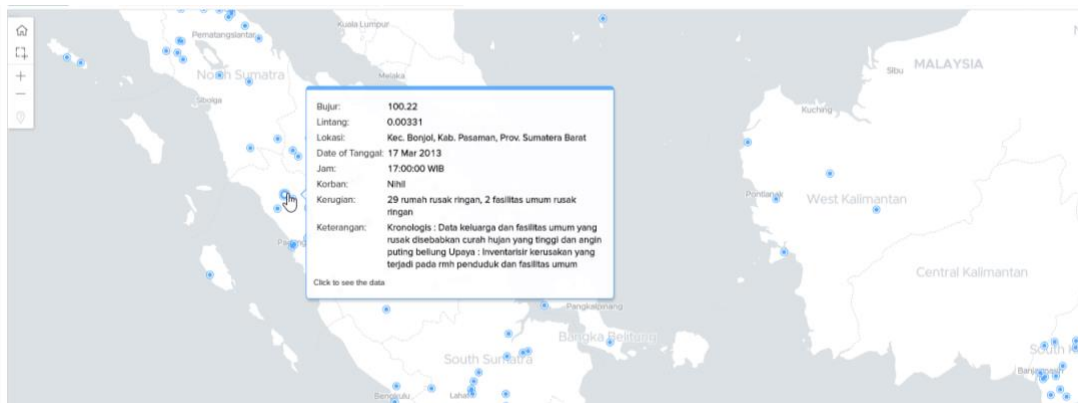 Kuala Lumpur
Pematangsiantar
North Sumatra
Melaka
Sibolga
MALAYSIA
Sibu
Kuching
Bujur: 100.22
Lintang: 0.00331
Lokasi: Kec. Bonjol, Kab. Pasaman, Prov. Sumatera Barat
Date of Tanggal: 17 Mar 2013
Jam: 17:00:00 WIB
Korban: Nihil
Kerugian: 29 rumah rusak ringan, 2 fasilitas umum rusak
ringan
Keterangan: Kronologis : Data keluarga dan fasilitas umum yang
rusak disebabkan curah hujan yang tinggi dan angin
puting beliung Upaya : Inventarisir kerusakan yang
terjadi pada rmh penduduk dan fasilitas umum
Click to see the data
Pontianak
West Kalimantan
Central Kalimantan
Pangkalpinang
Bangka Belitung
South Sumatra
Bengkulu
Lahat
South K